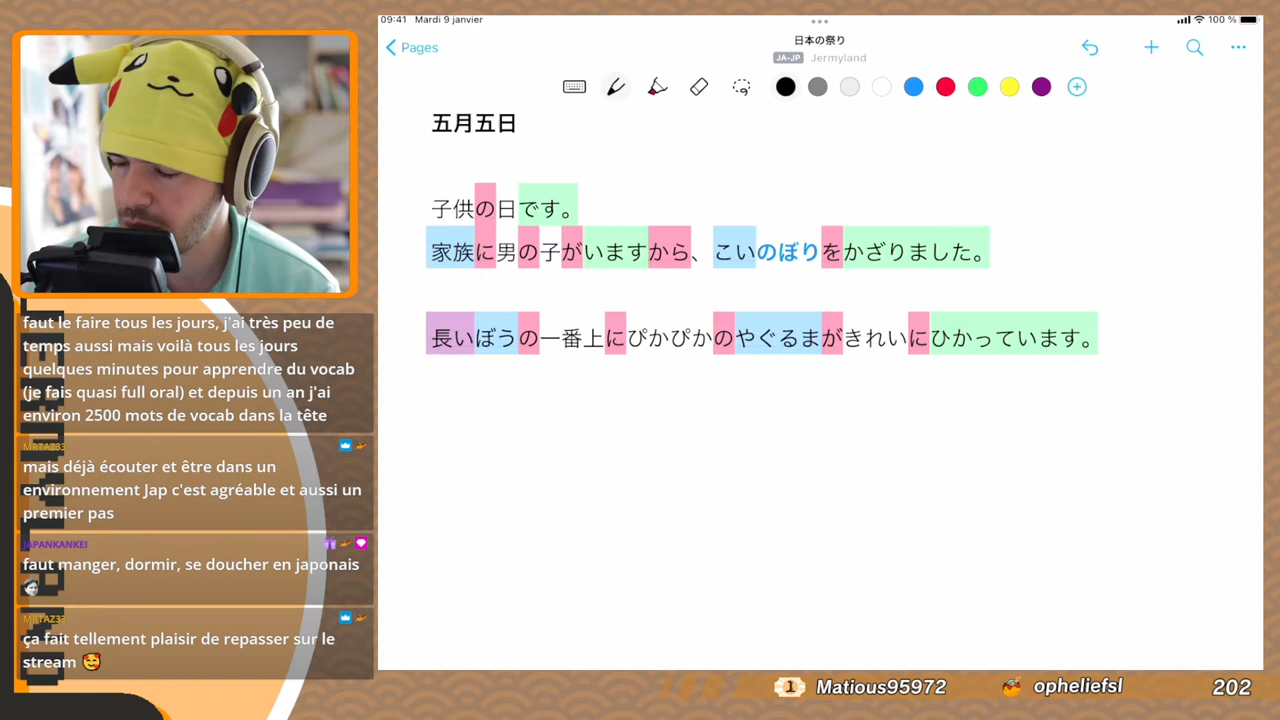 09:41 Mardi 9 janvier
100 %
Pages
日本の祭り
JA-JP Jermyland
五月五日
子供の日です。
家族に男の子がいますから、こいのぼりをかざりました。
長いぼうの一番上にぴかぴかのやぐるまがきれいにひかっています。
faut le faire tous les jours, j'ai très peu de
temps aussi mais voilà tous les jours
quelques minutes pour apprendre du vocab
(je fais quasi full oral) et depuis un an j'ai
environ 2500 mots de vocab dans la tête
MRTAZ33
mais déjà écouter et être dans un
environnement Jap c'est agréable et aussi un
premier pas
JAPANKANKEI
faut manger, dormir, se doucher en japonais
MRTAZ33
ça fait tellement plaisir de repasser sur le
stream 🥰
1 Matious95972 opheliefsl 202